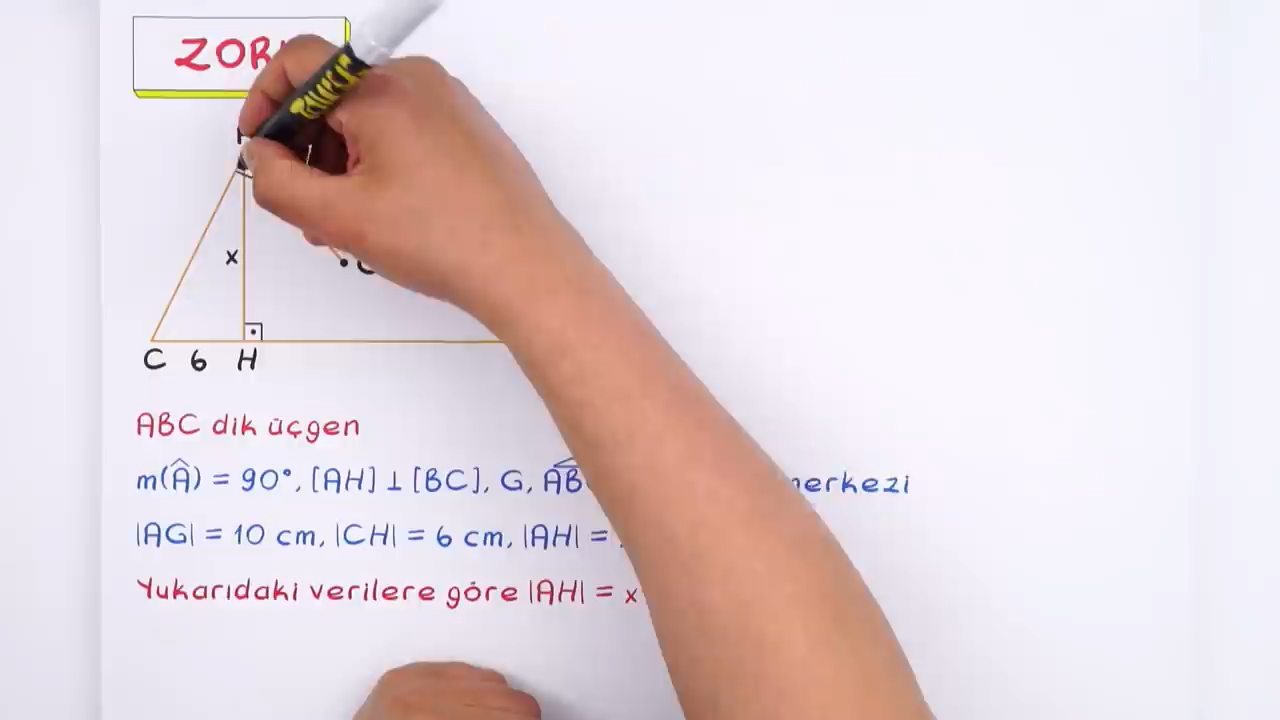 ZOR
x
C 6 H
ABC dik üçgen
m(Â) = 90°, [AH] ⊥ [BC], G, AB merkezi
|AG| = 10 cm, |CH| = 6 cm, |AH| =
Yukarıdaki verilere göre |AH| = x